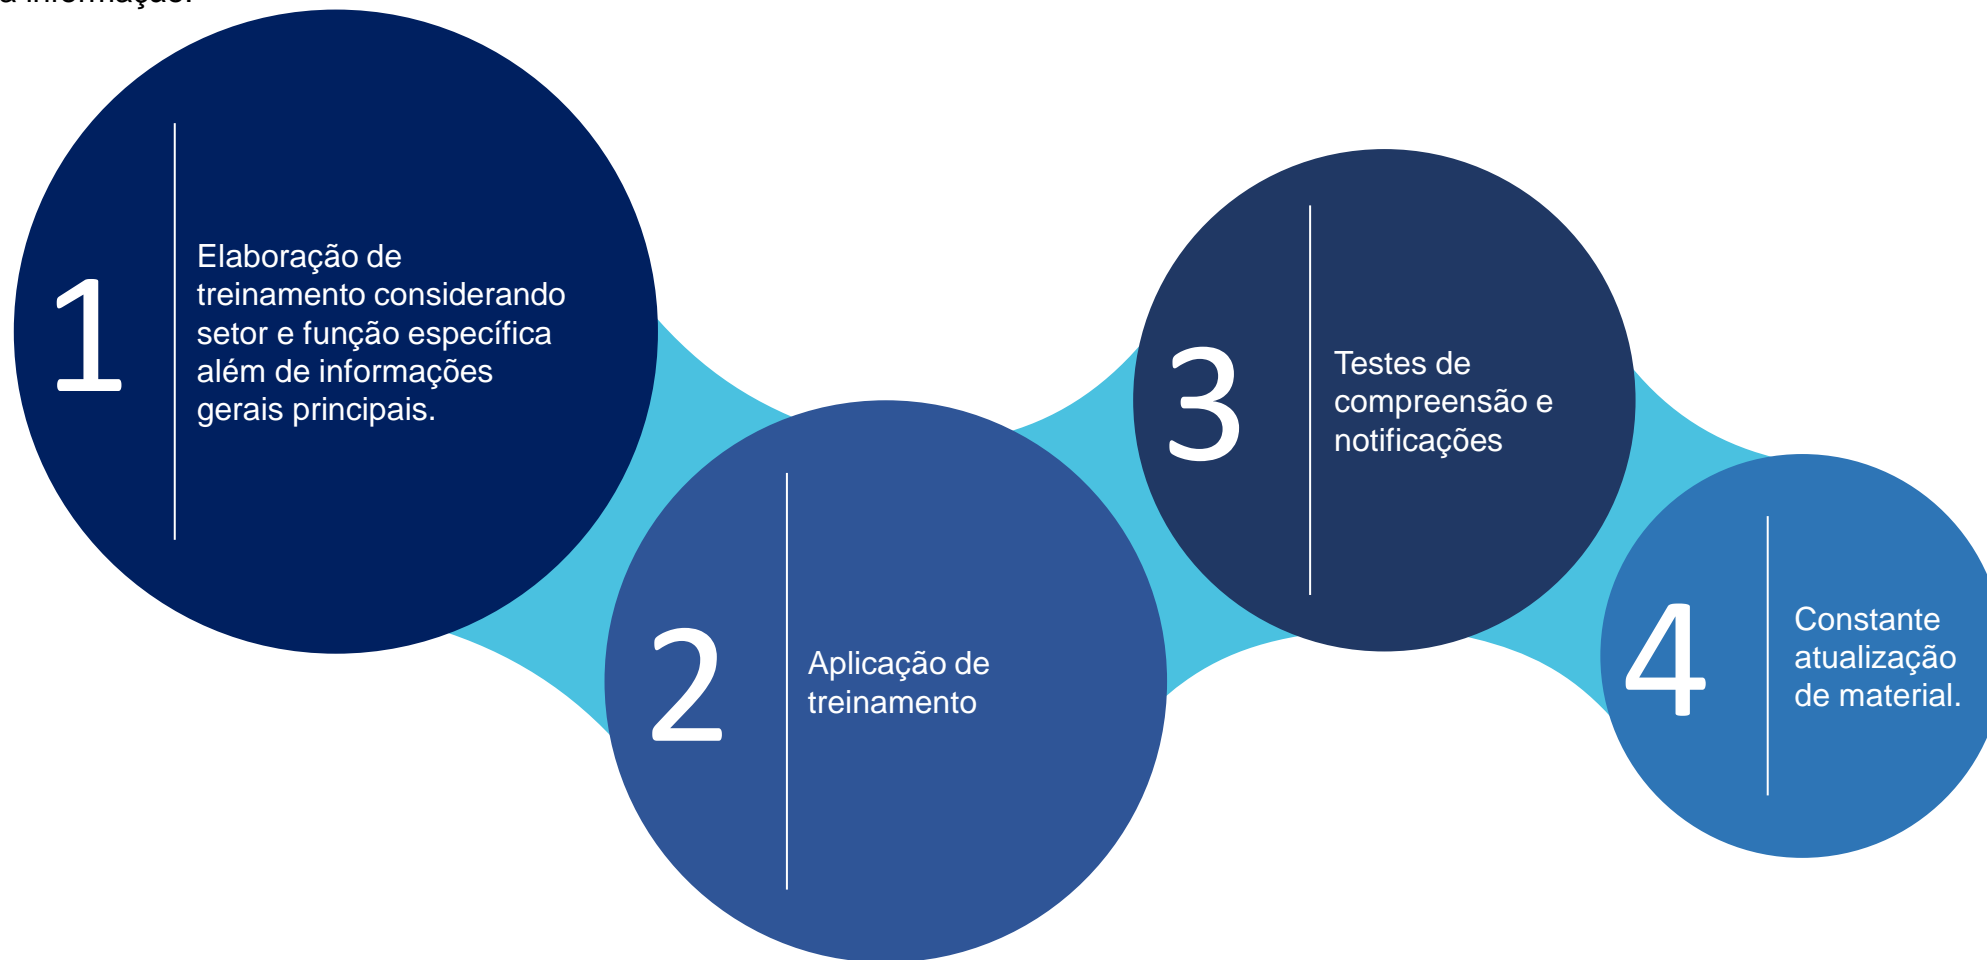 a informação.
1
Elaboração de
treinamento considerando
setor e função específica
além de informações
gerais principais.
2
Aplicação de
treinamento
3
Testes de
compreensão e
notificações
4
Constante
atualização
de material.